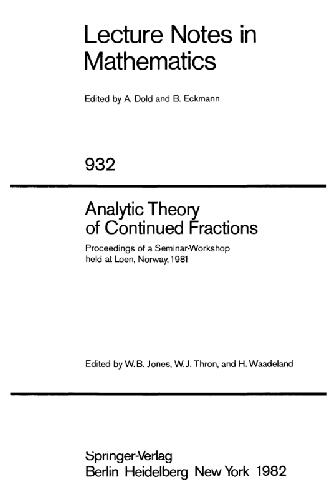 Lecture Notes in
Mathematics
Edited by A. Dold and B. Eckmann
932
Analytic Theory
of Continued Fractions
Proceedings of a Seminar-Workshop
held at Loen, Norway, 1981
Edited by W.B. Jones, W.J. Thron, and H. Waadeland
Springer-Verlag
Berlin Heidelberg New York 1982